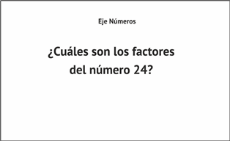 Eje Números
¿Cuáles son los factores
del número 24?